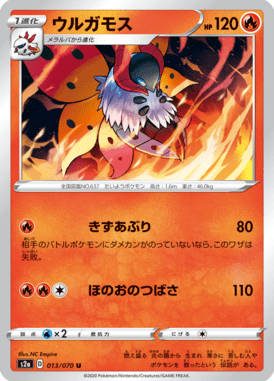 1進化
ウルガモス
HP120
メラルバから進化
全国図鑑NO.637 たいようポケモン 高さ:1.6m 重さ:46.0kg
きずあぶり 80
相手のバトルポケモンにダメカンがのっていないなら、このワザは
失敗。
ほのおのつばさ 110
弱点 ×2 抵抗力 にげる
Illus.NC Empire
S2a 013/070 U
©2020 Pokémon/Nintendo/Creatures/GAME FREAK.